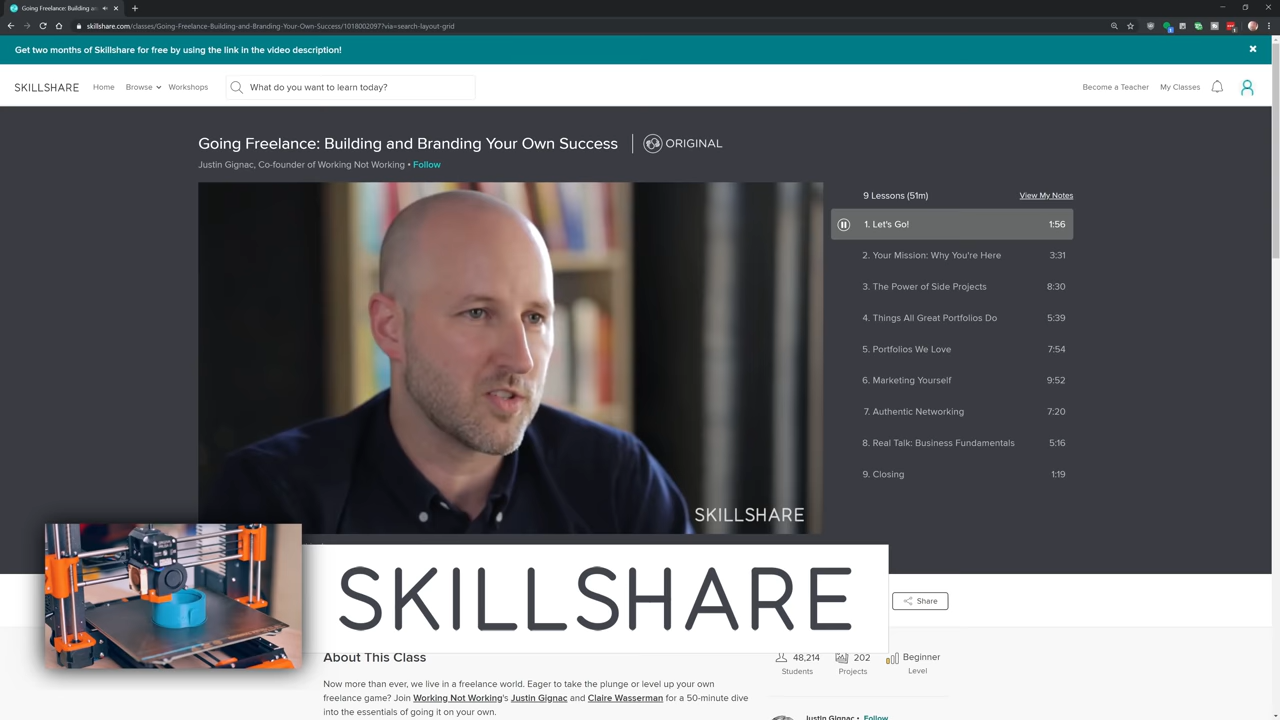 Going Freelance: Building a
skillshare.com/classes/Going-Freelance-Building-and-Branding-Your-Own-Success/1018002097?via=search-layout-grid
Get two months of Skillshare for free by using the link in the video description!
SKILLSHARE Home Browse Workshops What do you want to learn today? Become a Teacher My Classes
Going Freelance: Building and Branding Your Own Success ORIGINAL
Justin Gignac, Co-founder of Working Not Working • Follow
9 Lessons (51m) View My Notes
1. Let's Go! 1:56
2. Your Mission: Why You're Here 3:31
3. The Power of Side Projects 8:30
4. Things All Great Portfolios Do 5:39
5. Portfolios We Love 7:54
6. Marketing Yourself 9:52
7. Authentic Networking 7:20
8. Real Talk: Business Fundamentals 5:16
9. Closing 1:19
SKILLSHARE
SKILLSHARE
Share
About This Class
Now more than ever, we live in a freelance world. Eager to take the plunge or level up your own
freelance game? Join Working Not Working's Justin Gignac and Claire Wasserman for a 50-minute dive
into the essentials of going it on your own.
48,214 202 Beginner
Students Projects Level
Justin Gignac • Follow